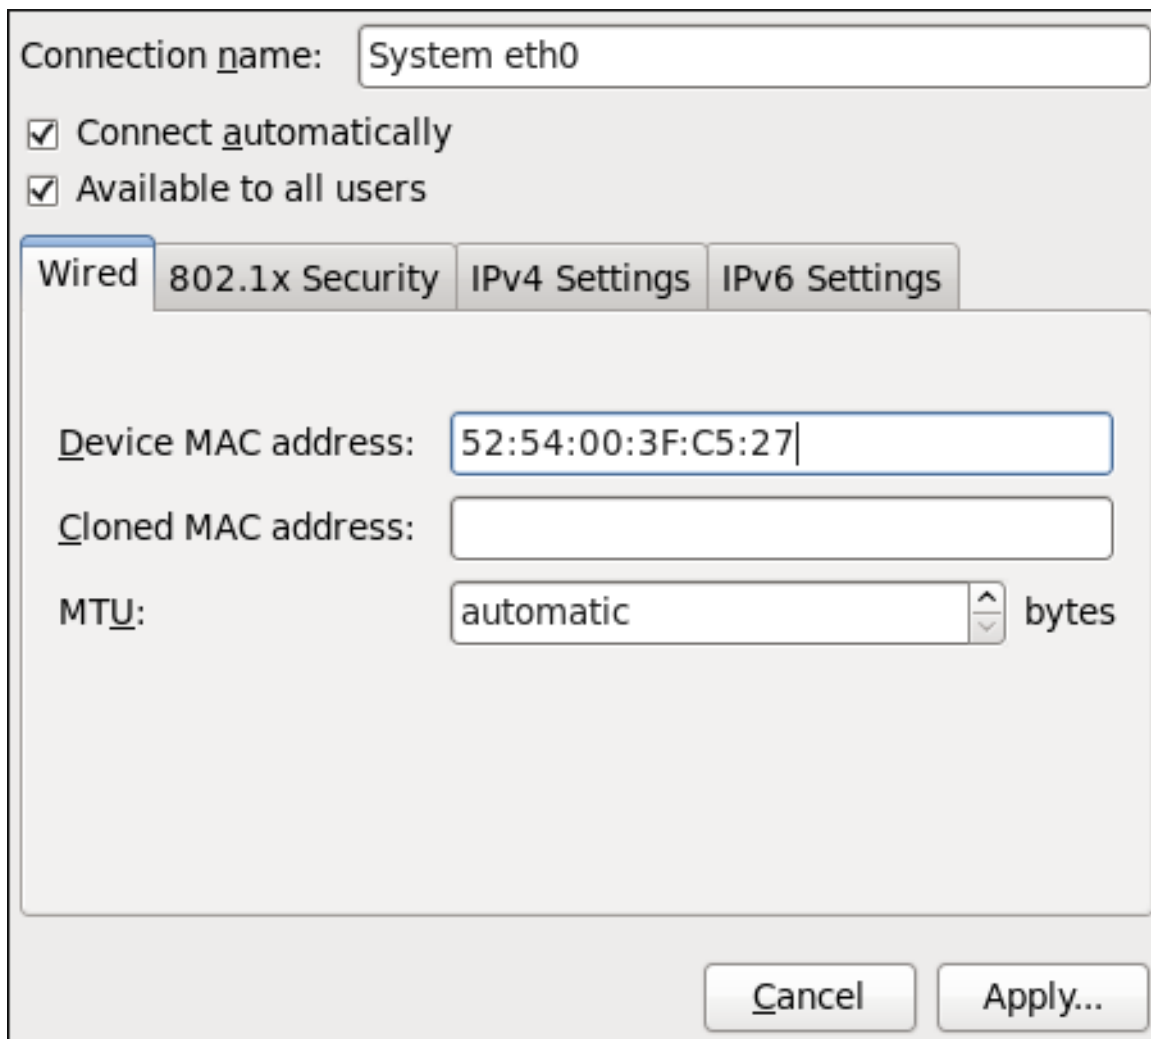 Connection name: System eth0
Connect automatically
Available to all users
Wired 802.1x Security IPv4 Settings IPv6 Settings
Device MAC address: 52:54:00:3F:C5:27
Cloned MAC address:
MTU: automatic bytes
Cancel Apply...